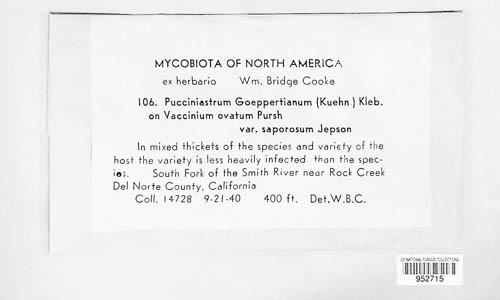 MYCOBIOTA OF NORTH AMERICA
ex herbario Wm. Bridge Cooke
106. Pucciniastrum Goeppertianum (Kuehn.) Kleb.
on Vaccinium ovatum Pursh
var. saporosum Jepson
In mixed thickets of the species and variety of the
host the variety is less heavily infected than the spec-
ies. South Fork of the Smith River near Rock Creek
Del Norte County, California
Coll. 14728 9-21-40 400 ft. Det.W.B.C.
US NATIONAL FUNGUS COLLECTIONS
952715